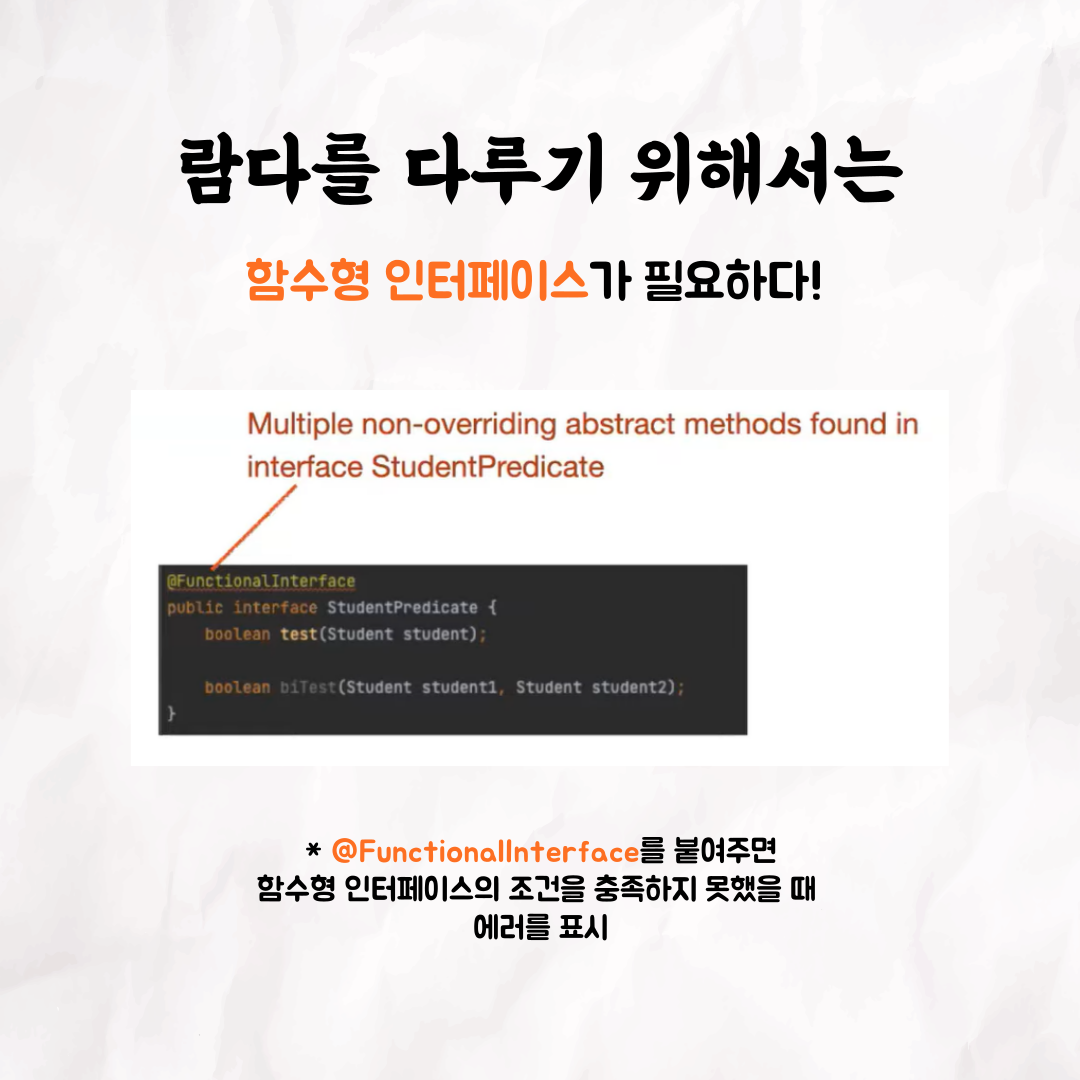 람다를 다루기 위해서는
함수형 인터페이스가 필요하다!
Multiple non-overriding abstract methods found in
interface StudentPredicate
@FunctionalInterface
public interface StudentPredicate {
boolean test(Student student);
boolean biTest(Student student1, Student student2);
}
* @FunctionalInterface를 붙여주면
함수형 인터페이스의 조건을 충족하지 못했을 때
에러를 표시